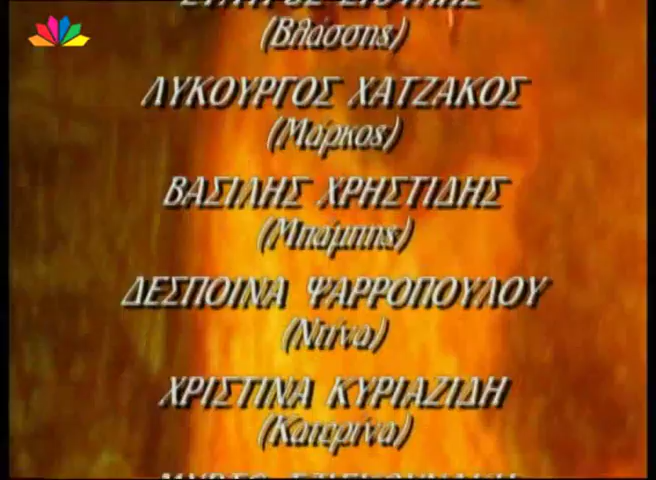 (Βλάσσης)
ΛΥΚΟΥΡΓΟΣ ΧΑΤΖΑΚΟΣ
(Μάρκος)
ΒΑΣΙΛΗΣ ΧΡΗΣΤΙΔΗΣ
(Μπάμπης)
ΔΕΣΠΟΙΝΑ ΨΑΡΡΟΠΟΥΛΟΥ
(Ντίνα)
ΧΡΙΣΤΙΝΑ ΚΥΡΙΑΖΙΔΗ
(Κατερίνα)